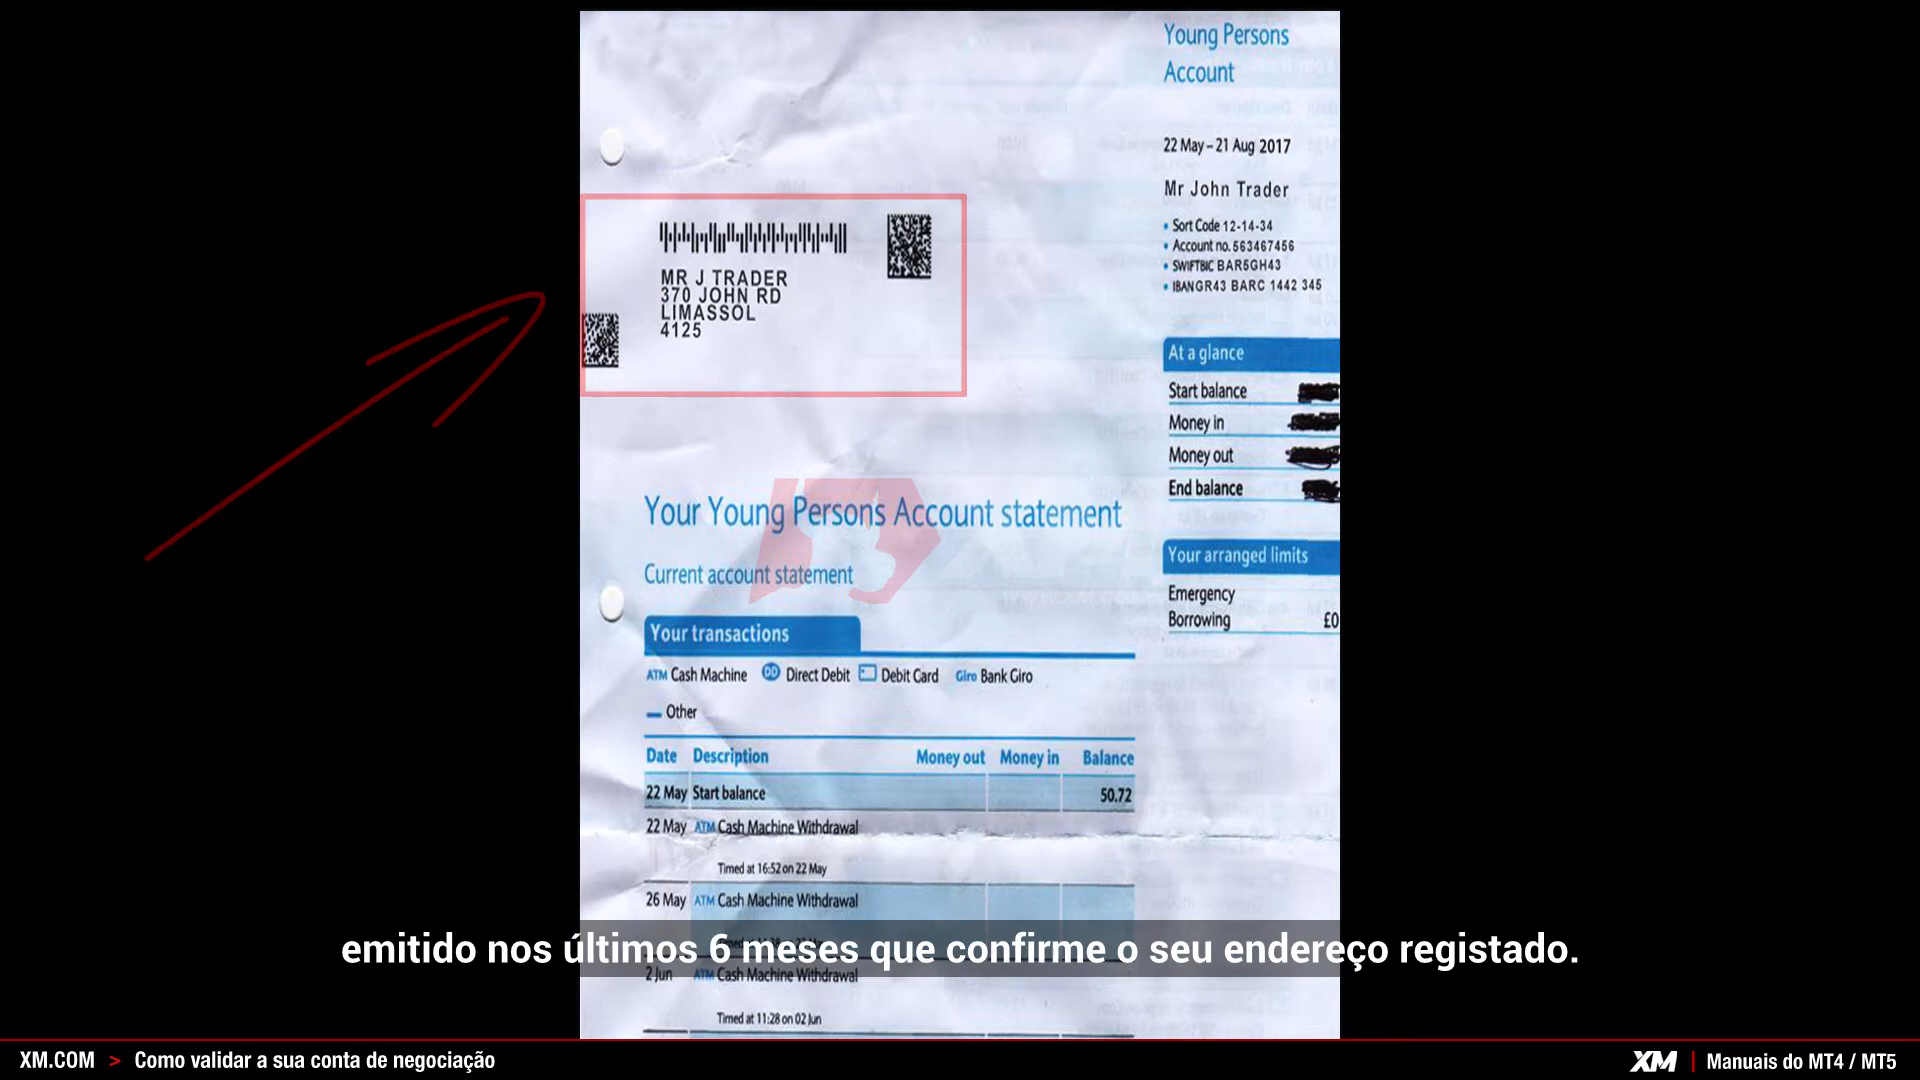 Young Persons
Account
22 May – 21 Aug 2017
Mr John Trader
• Sort Code 12-14-34
• Account no. 563467456
• SWIFTBIC BAR5GH43
• IBAN GR43 BARC 1442 345
MR J TRADER
370 JOHN RD
LIMASSOL
4125
At a glance
Start balance
Money in
Money out
End balance
Your arranged limits
Emergency
Borrowing £0
Your Young Persons Account statement
Current account statement
Your transactions
ATM Cash Machine DD Direct Debit Debit Card Giro Bank Giro
Other
Date Description Money out Money in Balance
22 May Start balance 50.72
22 May ATM Cash Machine Withdrawal
Timed at 16:52 on 22 May
26 May ATM Cash Machine Withdrawal
emitido nos últimos 6 meses que confirme o seu endereço registado.
2 Jun ATM Cash Machine Withdrawal
Timed at 11:28 on 02 Jun
XM.COM > Como validar a sua conta de negociação
XM | Manuais do MT4 / MT5